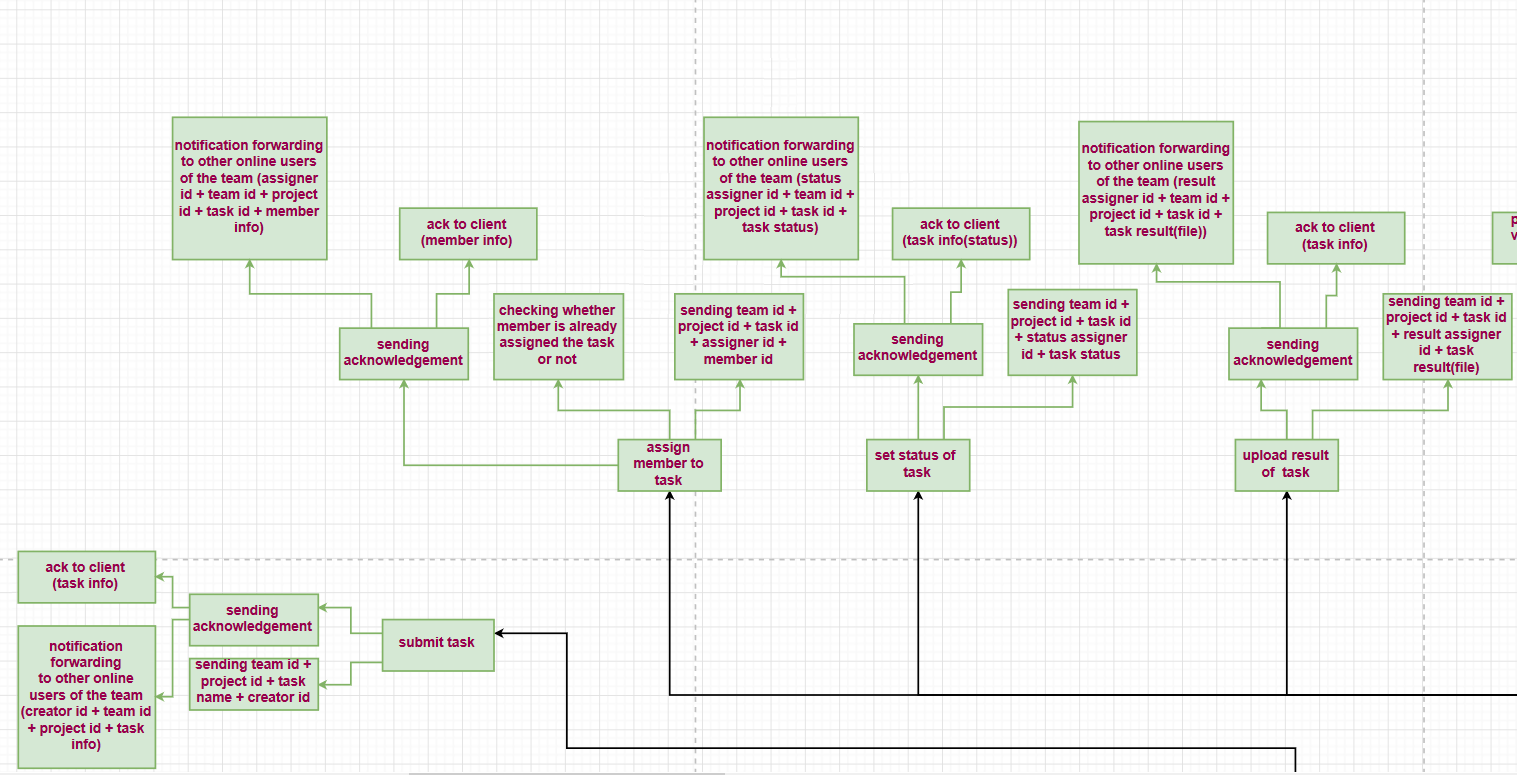 notification forwarding
to other online users
of the team (assigner
id + team id + project
id + task id + member
info)
ack to client
(member info)
notification forwarding
to other online users
of the team (status
assigner id + team id +
project id + task id +
task status)
ack to client
(task info(status))
notification forwarding
to other online users
of the team (result
assigner id + team id +
project id + task id +
task result(file))
ack to client
(task info)
sending
acknowledgement
checking whether
member is already
assigned the task
or not
sending team id +
project id + task id
+ assigner id +
member id
sending
acknowledgement
sending team id +
project id + task id
+ status assigner
id + task status
sending
acknowledgement
sending team id +
project id + task id
+ result assigner
id + task
result(file)
assign
member to
task
set status of
task
upload result
of task
ack to client
(task info)
sending
acknowledgement
submit task
notification
forwarding
to other online
users of the team
(creator id + team id
+ project id + task
info)
sending team id +
project id + task
name + creator id